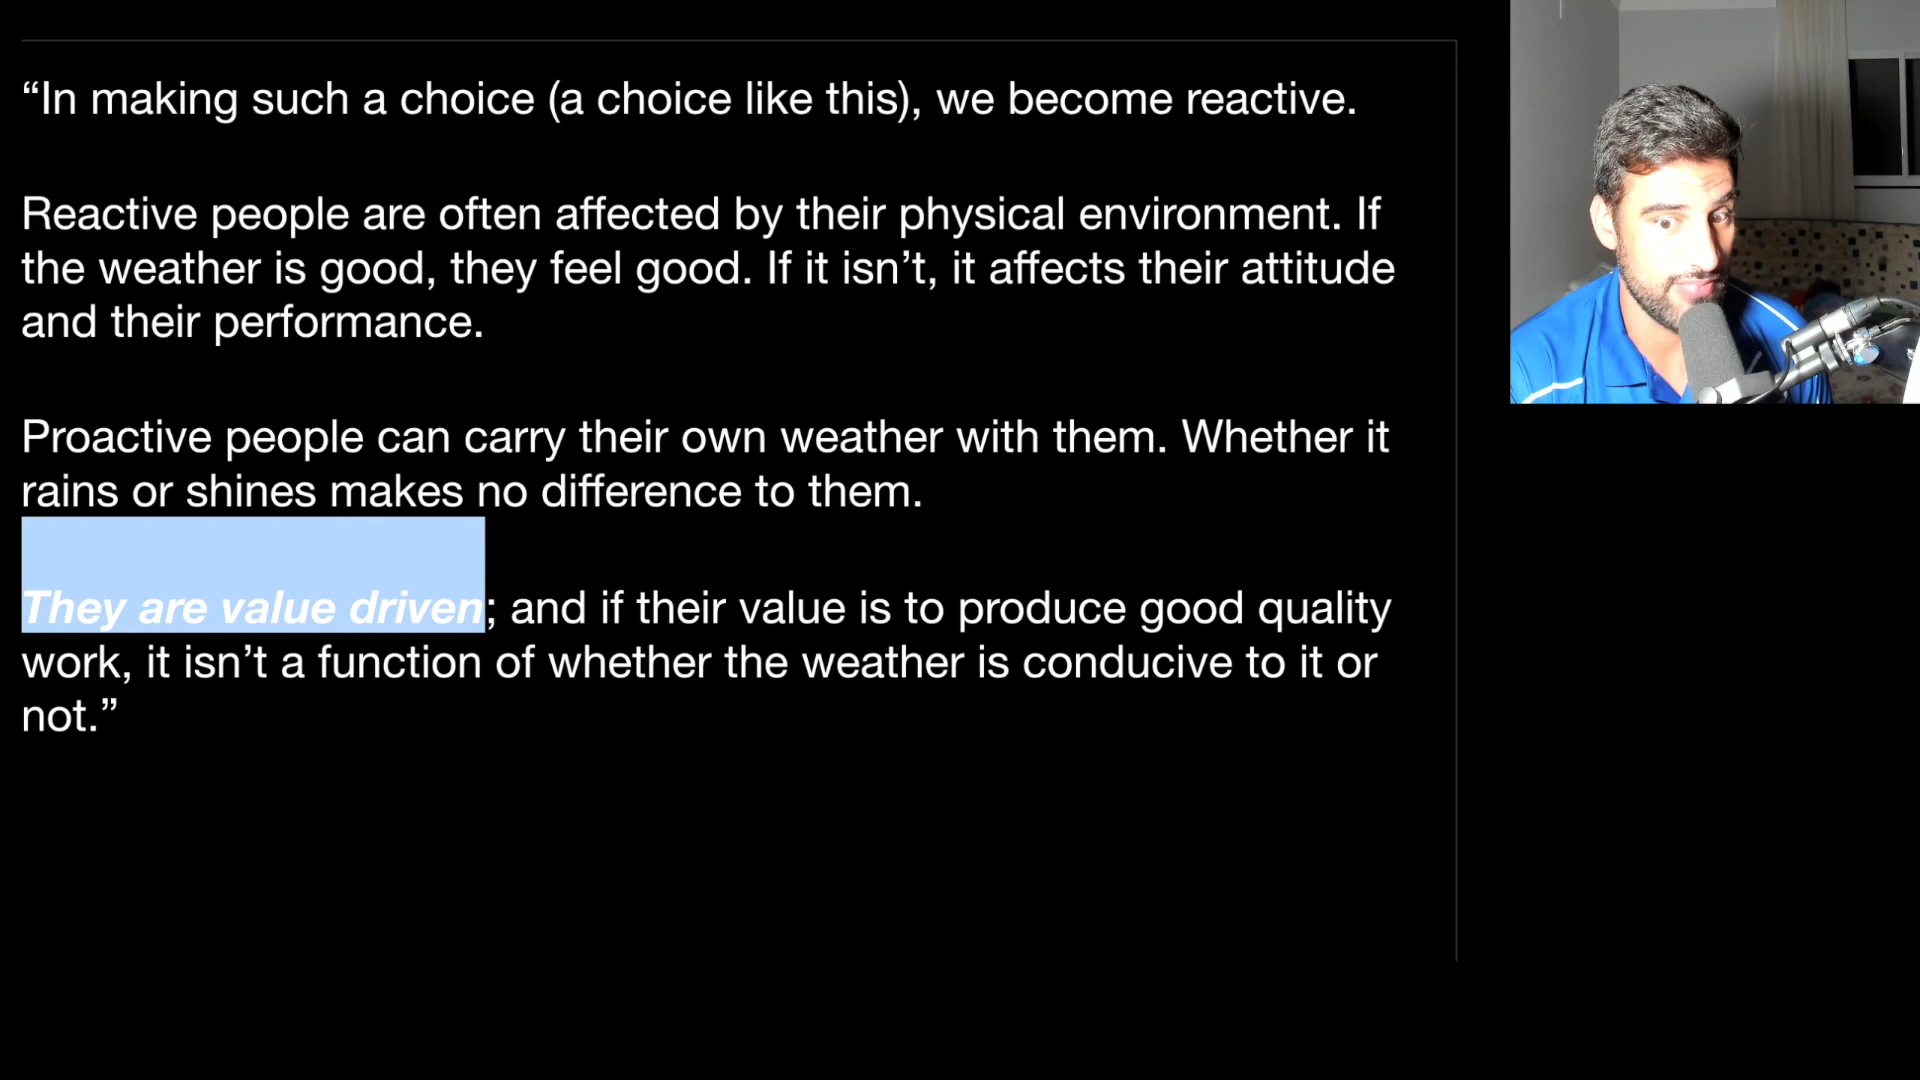 “In making such a choice (a choice like this), we become reactive.
Reactive people are often affected by their physical environment. If
the weather is good, they feel good. If it isn’t, it affects their attitude
and their performance.
Proactive people can carry their own weather with them. Whether it
rains or shines makes no difference to them.
They are value driven; and if their value is to produce good quality
work, it isn’t a function of whether the weather is conducive to it or
not.”